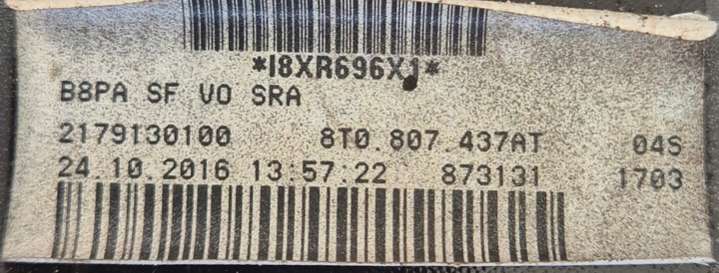 *I8XR696XJ*
B8PA SF VO SRA
2179130100 8T0.807.437AT 04S
24.10.2016 13:57:22 873131 1703